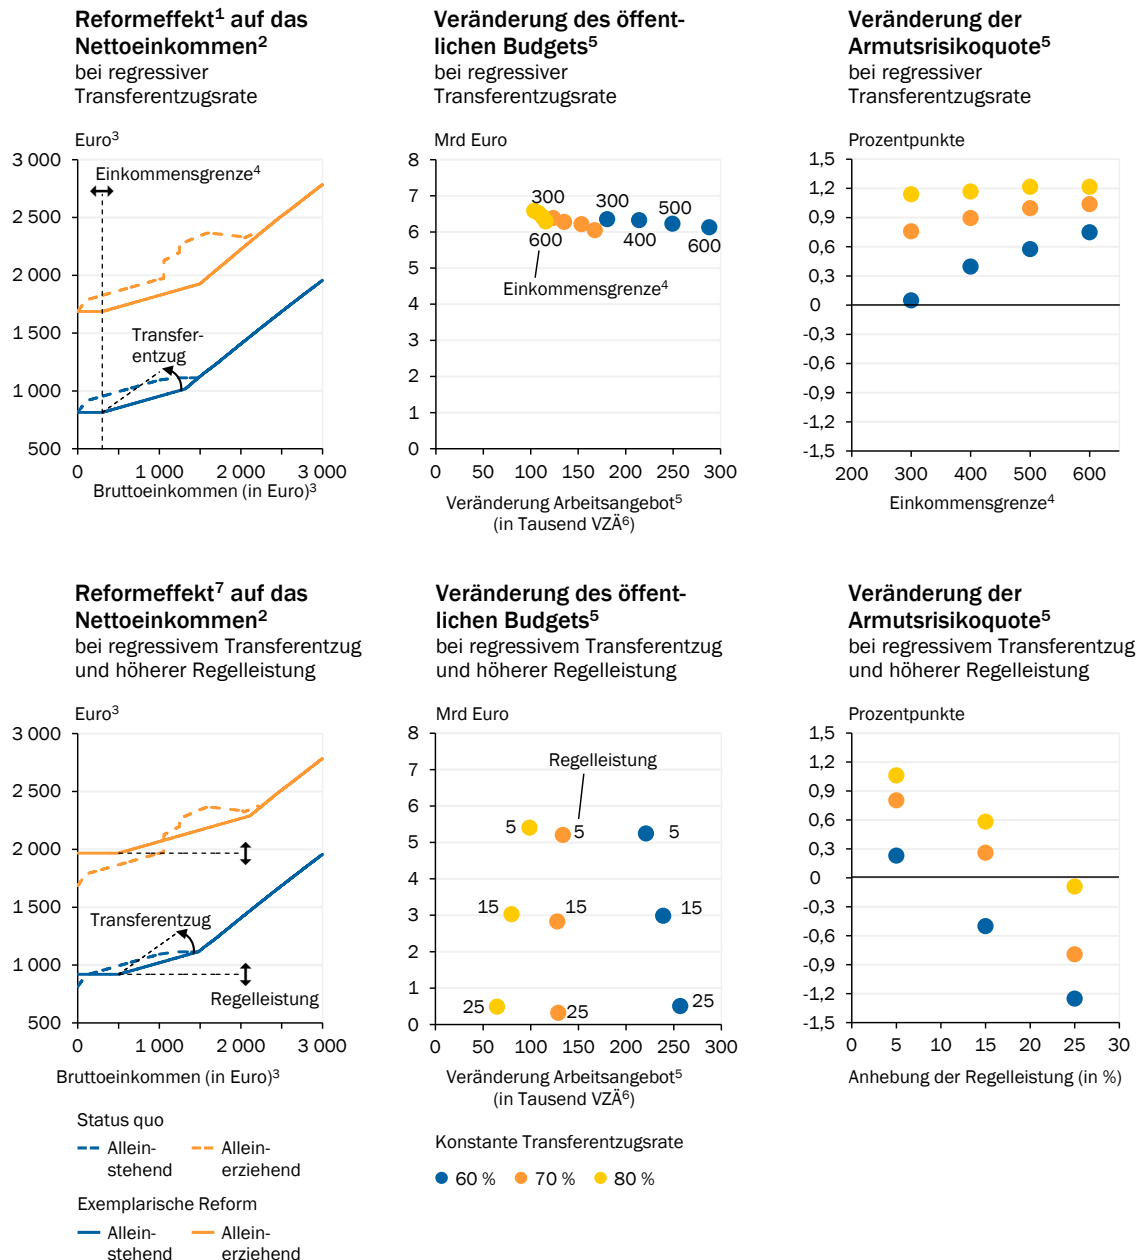 Reformeffekt¹ auf das
Nettoeinkommen²
bei regressiver
Transferentzugsrate
Euro³
3 000
2 500
2 000
1 500
1 000
500
Einkommensgrenze⁴
Transfer-
entzug
0 1 000 2 000 3 000
Bruttoeinkommen (in Euro)³
Veränderung des öffent-
lichen Budgets⁵
bei regressiver
Transferentzugsrate
Mrd Euro
8
7
6
5
4
3
2
1
0
300 300 500
600 400 600
Einkommensgrenze⁴
0 50 100 150 200 250 300
Veränderung Arbeitsangebot⁵
(in Tausend VZÄ⁶)
Veränderung der
Armutsrisikoquote⁵
bei regressiver
Transferentzugsrate
Prozentpunkte
1,5
1,2
0,9
0,6
0,3
0
-0,3
-0,6
-0,9
-1,2
-1,5
200 300 400 500 600
Einkommensgrenze⁴
Reformeffekt⁷ auf das
Nettoeinkommen²
bei regressivem Transferentzug
und höherer Regelleistung
Euro³
3 000
2 500
2 000
1 500
1 000
500
Transferentzug
Regelleistung
0 1 000 2 000 3 000
Bruttoeinkommen (in Euro)³
Status quo
Allein-
stehend
Allein-
erziehend
Exemplarische Reform
Allein-
stehend
Allein-
erziehend
Veränderung des öffent-
lichen Budgets⁵
bei regressivem Transferentzug
und höherer Regelleistung
Mrd Euro
8
7
6
5
4
3
2
1
0
Regelleistung
5 5 5
15 15 15
25 25 25
0 50 100 150 200 250 300
Veränderung Arbeitsangebot⁵
(in Tausend VZÄ⁶)
Konstante Transferentzugsrate
60 % 70 % 80 %
Veränderung der
Armutsrisikoquote⁵
bei regressivem Transferentzug
und höherer Regelleistung
Prozentpunkte
1,5
1,2
0,9
0,6
0,3
0
-0,3
-0,6
-0,9
-1,2
-1,5
0 5 10 15 20 25 30
Anhebung der Regelleistung (in %)